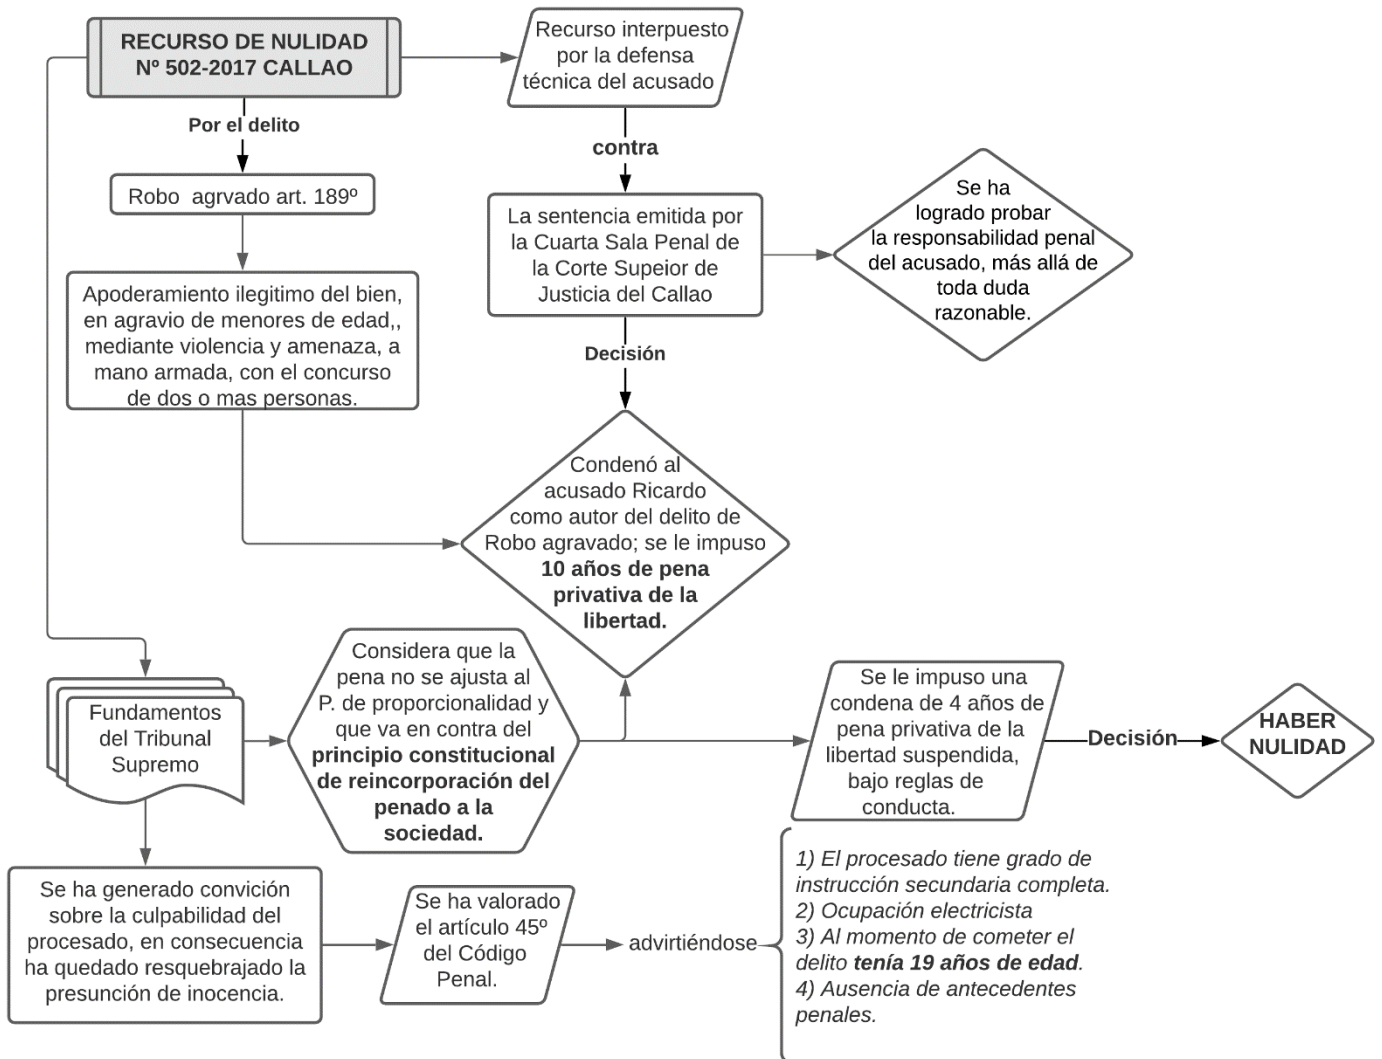 RECURSO DE NULIDAD
Nº 502-2017 CALLAO
Recurso interpuesto
por la defensa
técnica del acusado
Por el delito
contra
Robo agrvado art. 189º
La sentencia emitida por
la Cuarta Sala Penal de
la Corte Supeior de
Justicia del Callao
Se ha
logrado probar
la responsabilidad penal
del acusado, más allá de
toda duda
razonable.
Apoderamiento ilegitimo del bien,
en agravio de menores de edad,,
mediante violencia y amenaza, a
mano armada, con el concurso
de dos o mas personas.
Decisión
Condenó al
acusado Ricardo
como autor del delito de
Robo agravado; se le impuso
10 años de pena
privativa de la
libertad.
Fundamentos
del Tribunal
Supremo
Considera que la
pena no se ajusta al
P. de proporcionalidad y
que va en contra del
principio constitucional
de reincorporación del
penado a la
sociedad.
Se le impuso una
condena de 4 años de
pena privativa de la
libertad suspendida,
bajo reglas de
conducta.
Decisión
HABER
NULIDAD
Se ha generado convición
sobre la culpabilidad del
procesado, en consecuencia
ha quedado resquebrajado la
presunción de inocencia.
Se ha valorado
el artículo 45º
del Código
Penal.
advirtiéndose
1) El procesado tiene grado de
instrucción secundaria completa.
2) Ocupación electricista
3) Al momento de cometer el
delito tenía 19 años de edad.
4) Ausencia de antecedentes
penales.